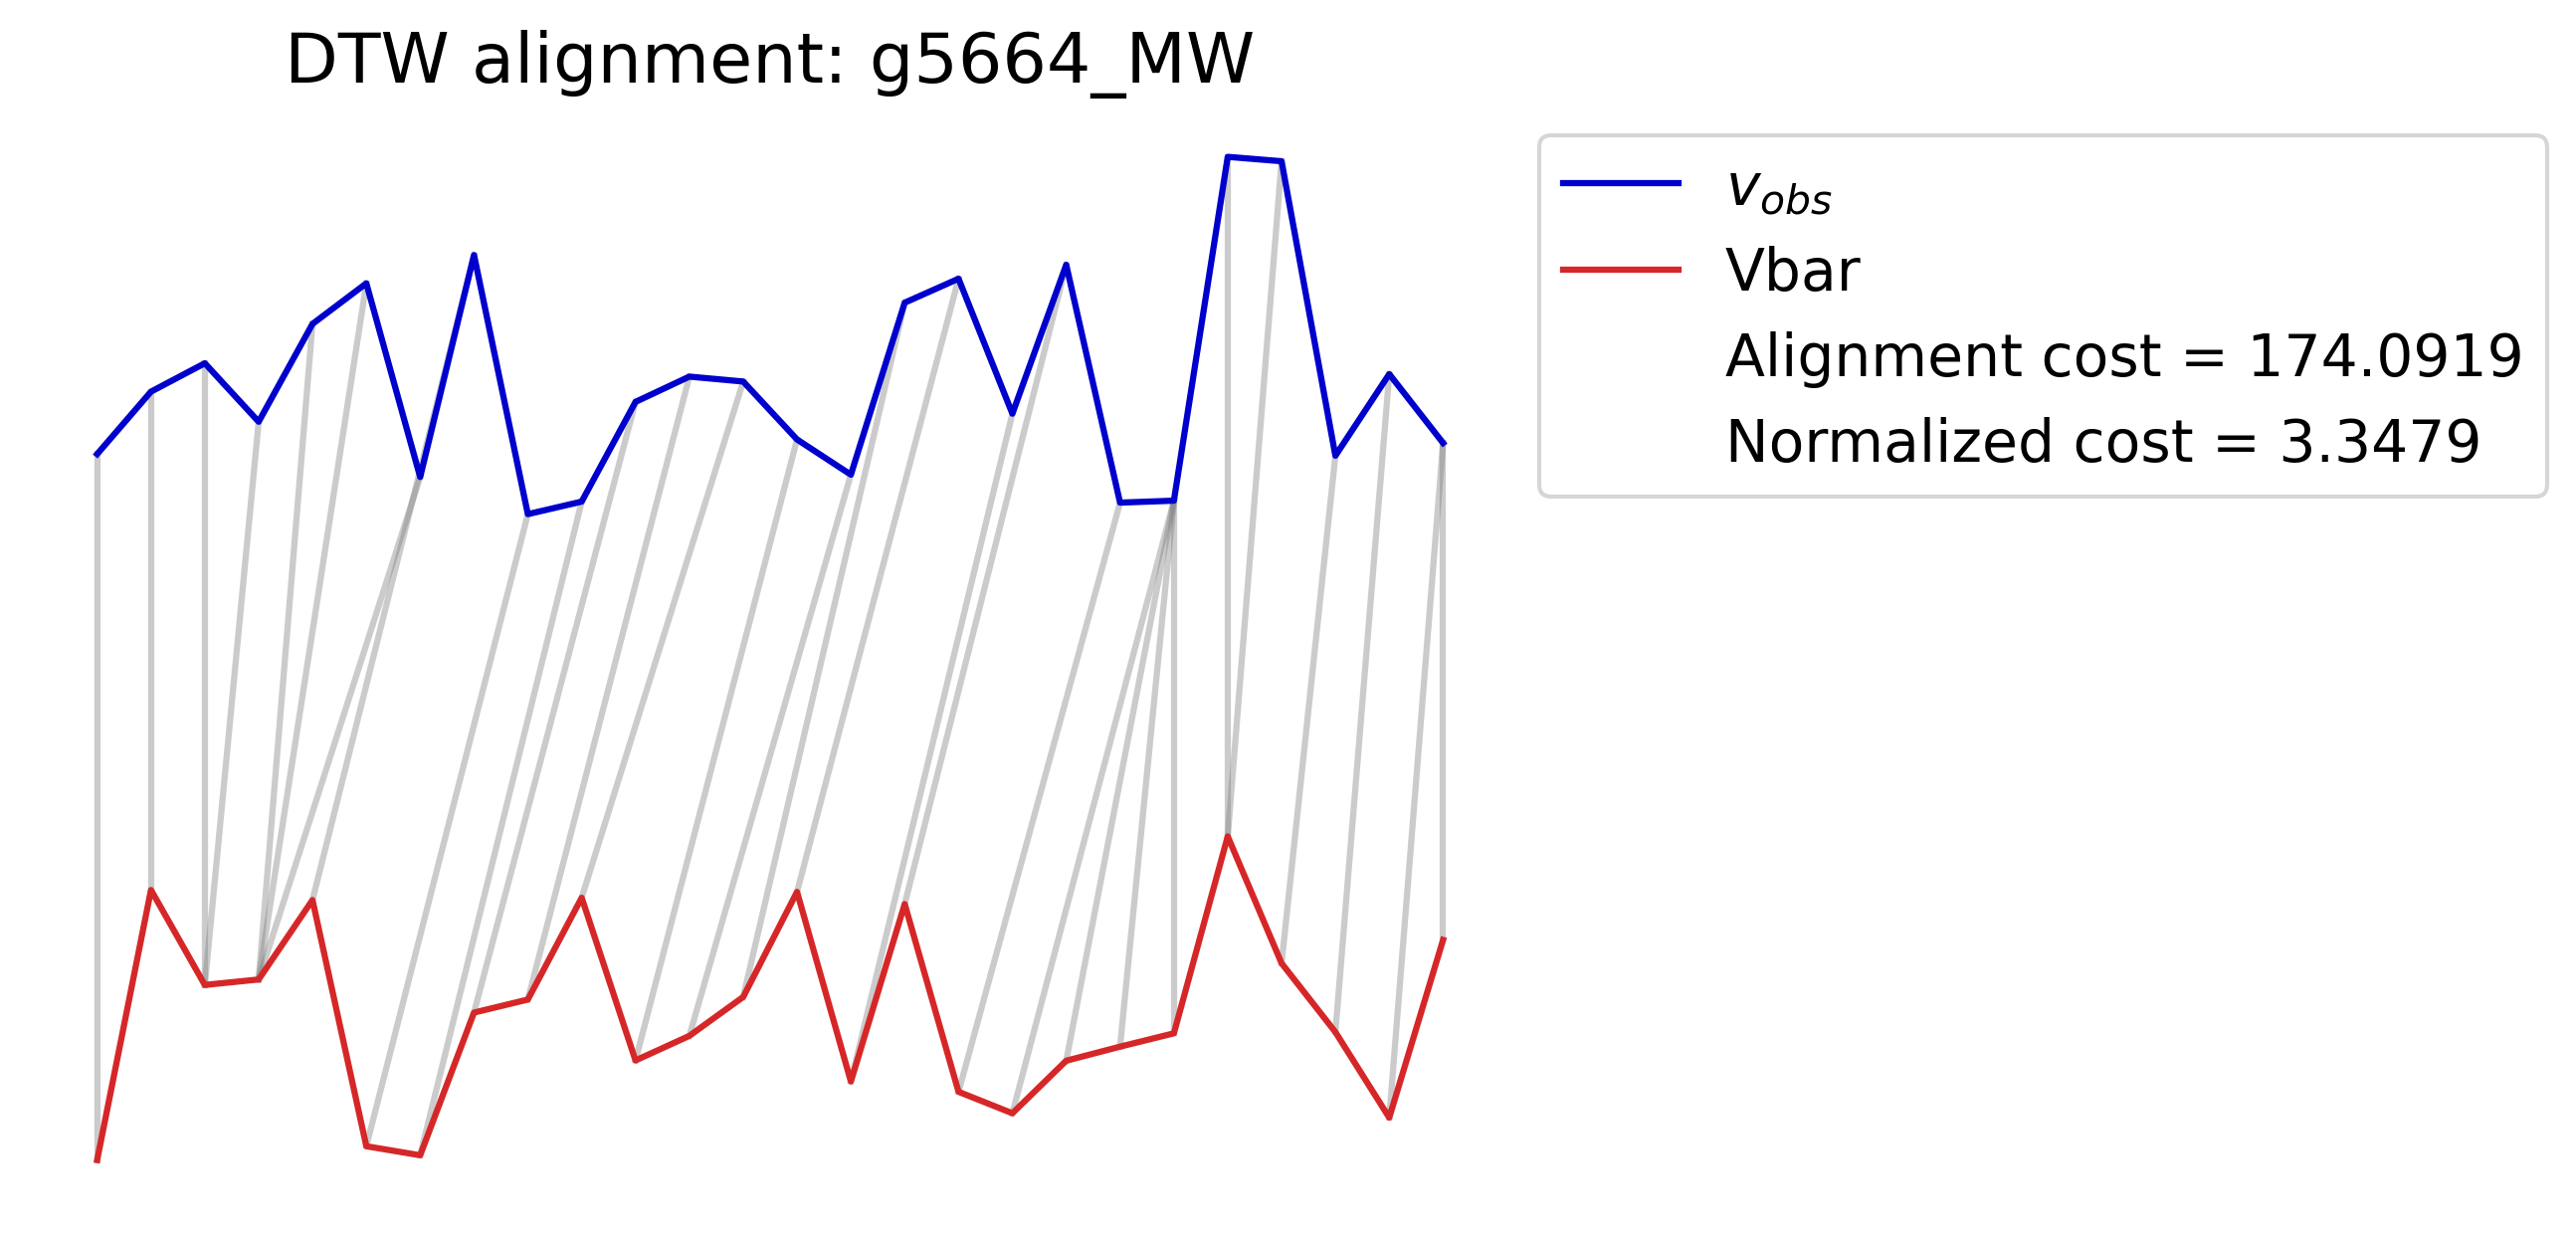 DTW alignment: g5664_MW
v_obs
Vbar
Alignment cost = 174.0919
Normalized cost = 3.3479